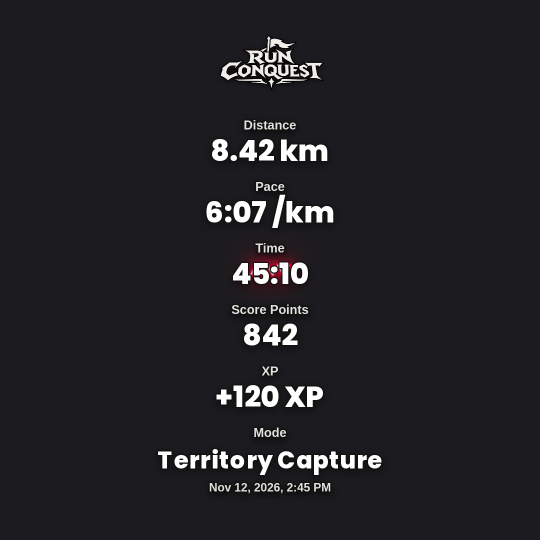 RUN
CONQUEST
Distance
8.42 km
Pace
6:07 /km
Time
45:10
Score Points
842
XP
+120 XP
Mode
Territory Capture
Nov 12, 2026, 2:45 PM